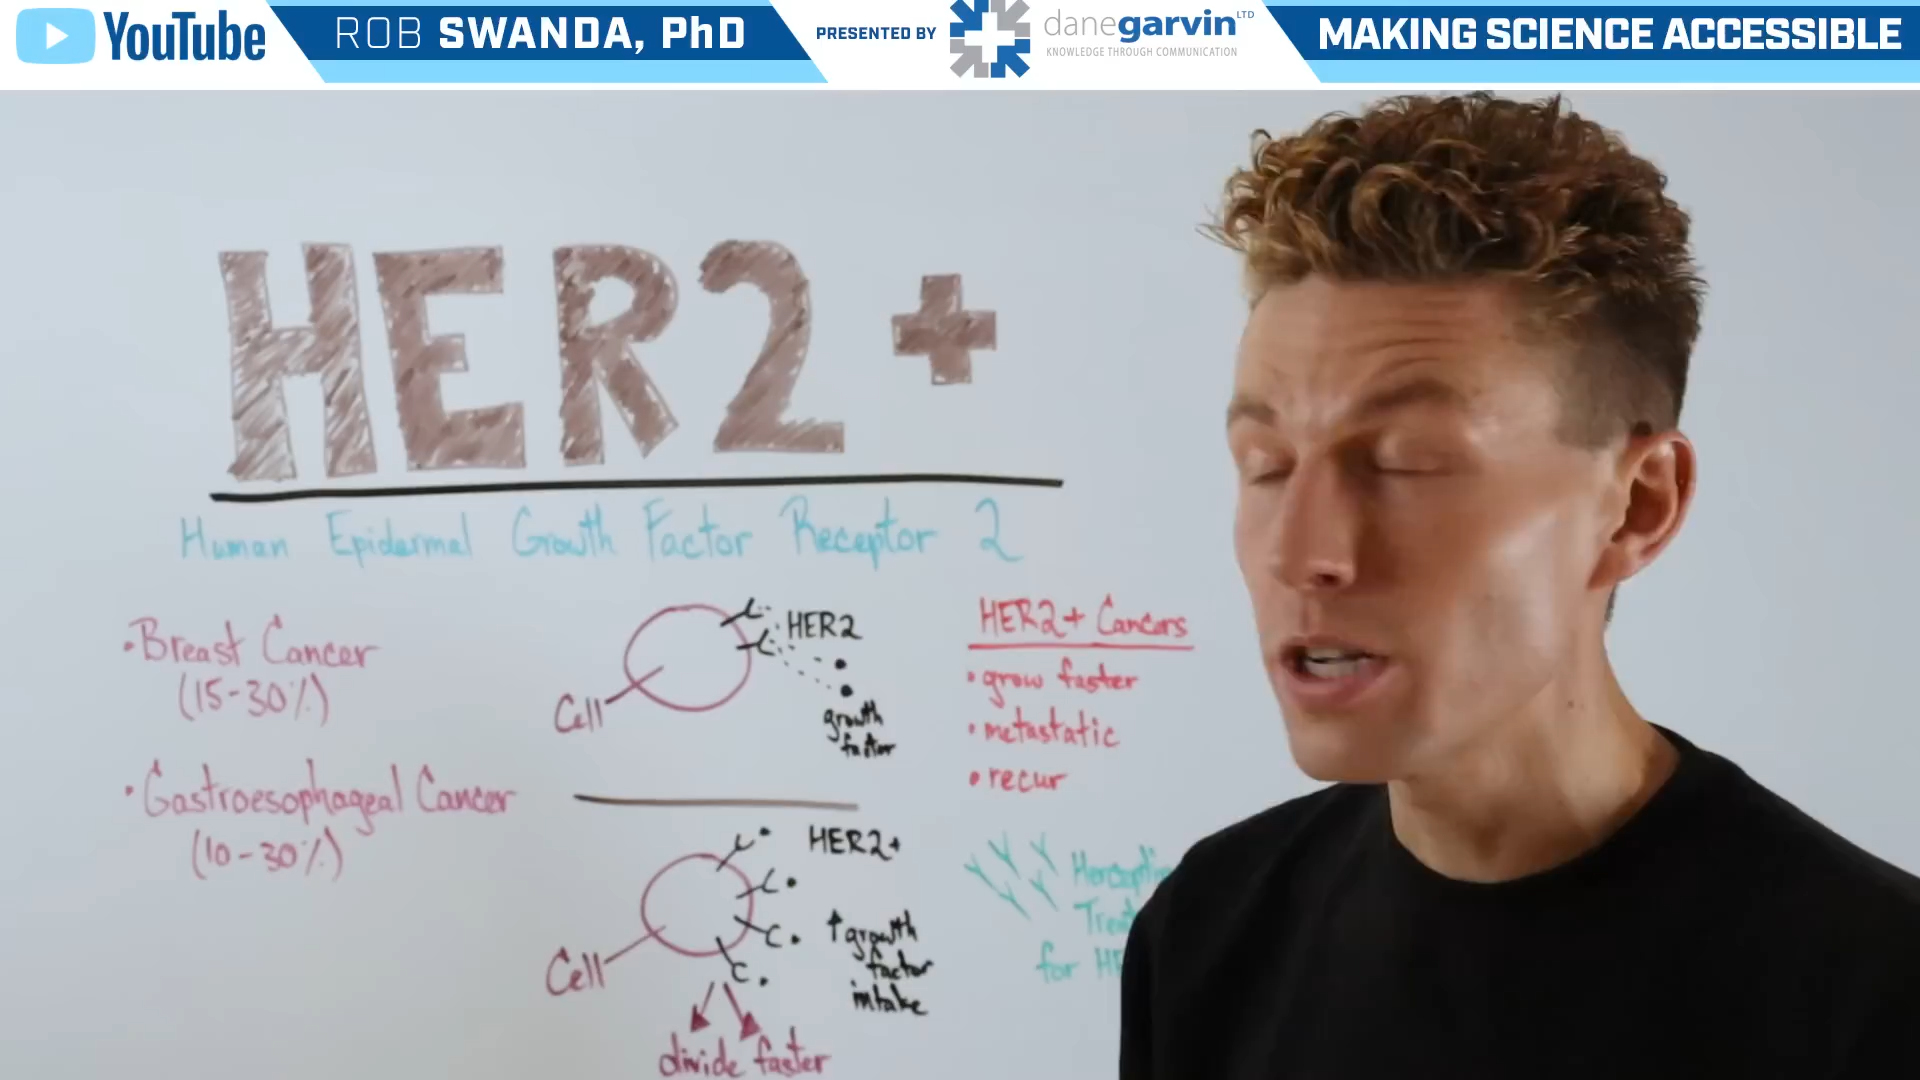 YouTube
ROB SWANDA, PhD
PRESENTED BY
danegarvin LTD
KNOWLEDGE THROUGH COMMUNICATION
MAKING SCIENCE ACCESSIBLE
HER2+
Human Epidermal Growth Factor Receptor 2
• Breast Cancer
(15-30%)
• Gastroesophageal Cancer
(10-30%)
HER2
Cell
growth
factor
HER2+
Cell
↑growth
factor
intake
divide faster
HER2+ Cancers
• grow faster
• metastatic
• recur
Herceptin
for